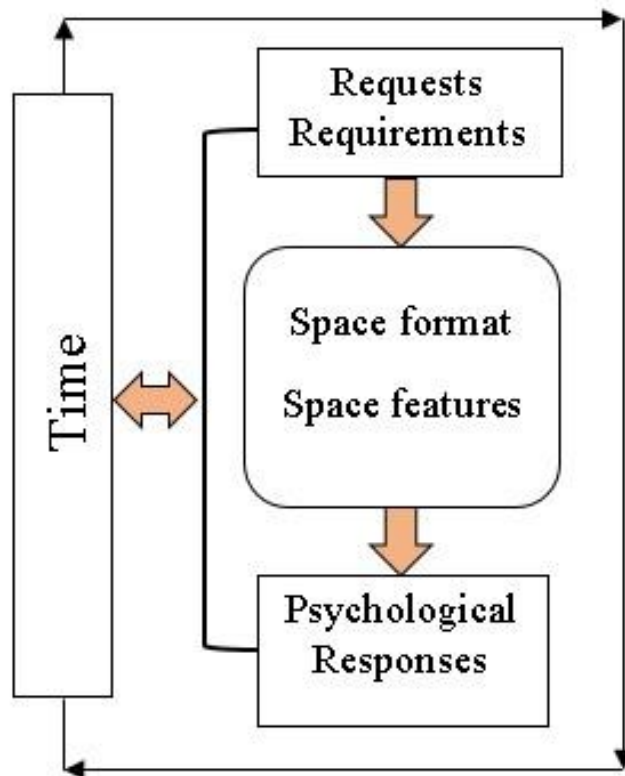 Requests
Requirements
Space format
Space features
Time
Psychological
Responses